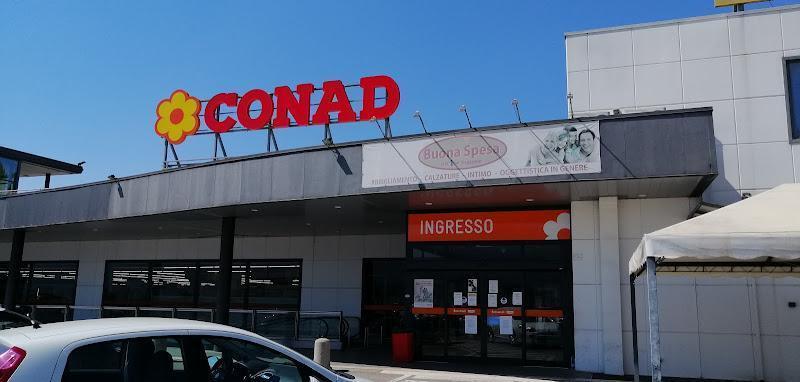 CONAD
Buona Spesa
ABBIGLIAMENTO - CALZATURE - INTIMO - OGGETTISTICA IN GENERE
INGRESSO